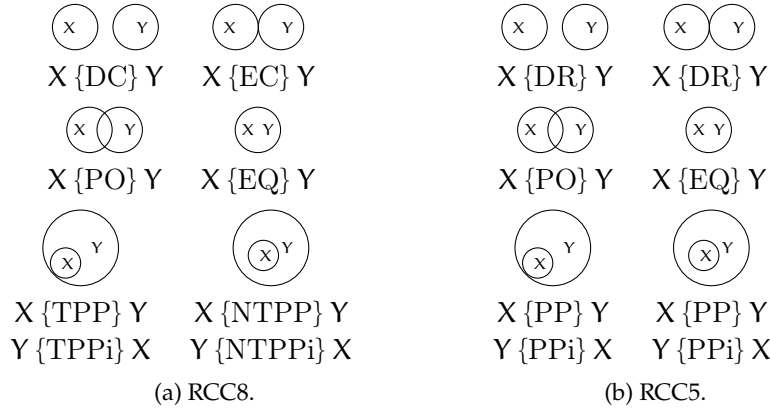 X Y X Y
X {DC} Y X {EC} Y
X Y X Y
X {PO} Y X {EQ} Y
X Y X Y
X {TPP} Y X {NTPP} Y
Y {TPPi} X Y {NTPPi} X
(a) RCC8.
X Y X Y
X {DR} Y X {DR} Y
X Y X Y
X {PO} Y X {EQ} Y
X Y X Y
X {PP} Y X {PP} Y
Y {PPi} X Y {PPi} X
(b) RCC5.